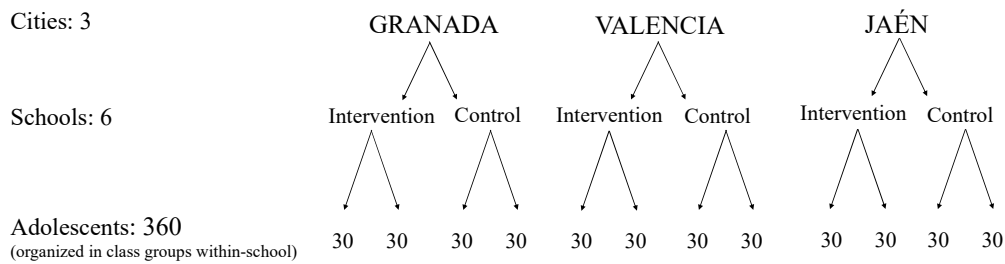 Cities: 3 GRANADA VALENCIA JAÉN
Schools: 6 Intervention Control Intervention Control Intervention Control
Adolescents: 360
(organized in class groups within-school) 30 30 30 30 30 30 30 30 30 30 30 30